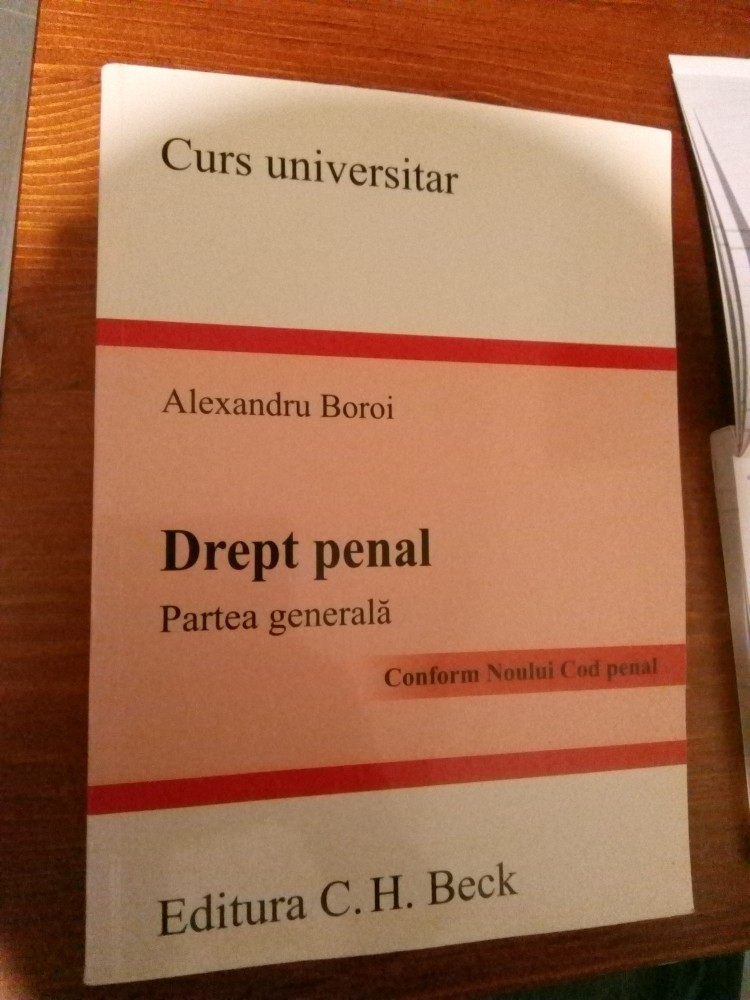 Curs universitar
Alexandru Boroi
Drept penal
Partea generală
Conform Noului Cod penal
Editura C.H. Beck